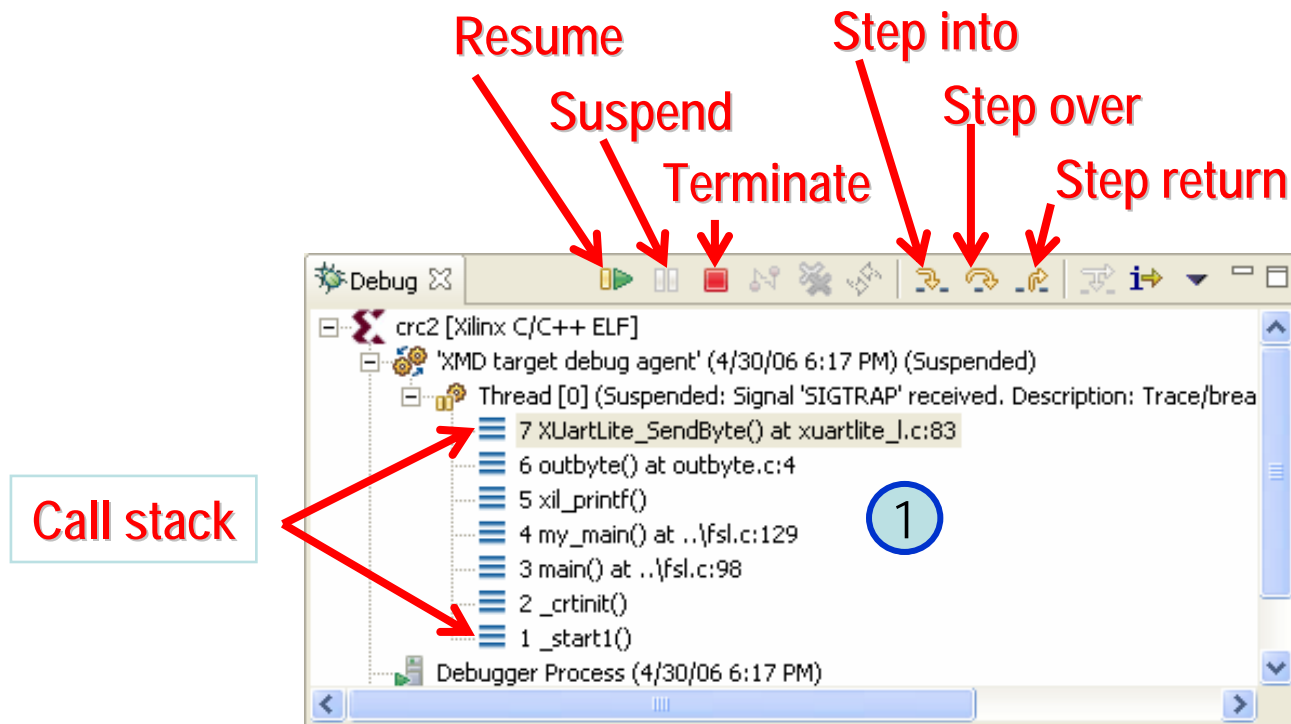 Resume
Step into
Suspend
Step over
Terminate
Step return
Debug
crc2 [Xilinx C/C++ ELF]
'XMD target debug agent' (4/30/06 6:17 PM) (Suspended)
Thread [0] (Suspended: Signal 'SIGTRAP' received. Description: Trace/brea
7 XUartLite_SendByte() at xuartlite_l.c:83
6 outbyte() at outbyte.c:4
5 xil_printf()
4 my_main() at ..\fsl.c:129
3 main() at ..\fsl.c:98
2 _crtinit()
1 _start1()
Debugger Process (4/30/06 6:17 PM)
Call stack
1